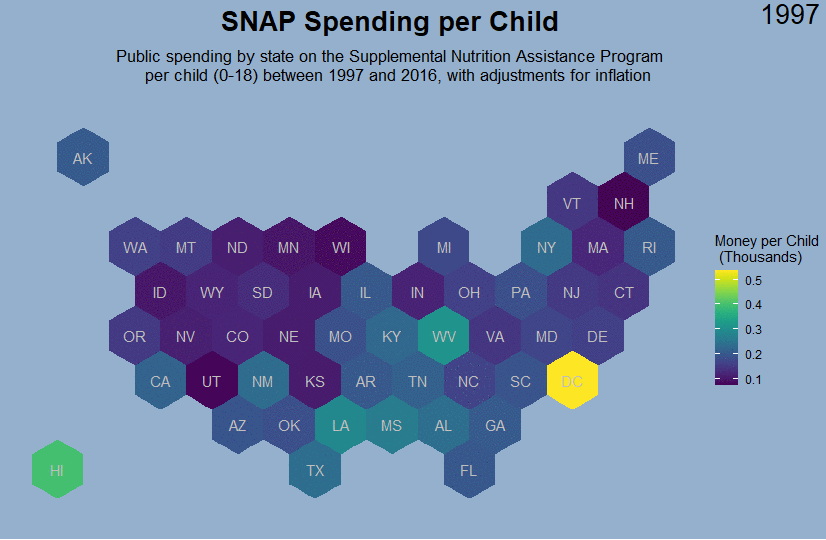 1997
SNAP Spending per Child
Public spending by state on the Supplemental Nutrition Assistance Program
per child (0-18) between 1997 and 2016, with adjustments for inflation
AK
ME
VT
NH
WA
MT
ND
MN
WI
MI
NY
MA
RI
ID
WY
SD
IA
IL
IN
OH
PA
NJ
CT
OR
NV
CO
NE
MO
KY
WV
VA
MD
DE
CA
UT
NM
KS
AR
TN
NC
SC
DC
AZ
OK
LA
MS
AL
GA
HI
TX
FL
Money per Child
(Thousands)
0.5
0.4
0.3
0.2
0.1